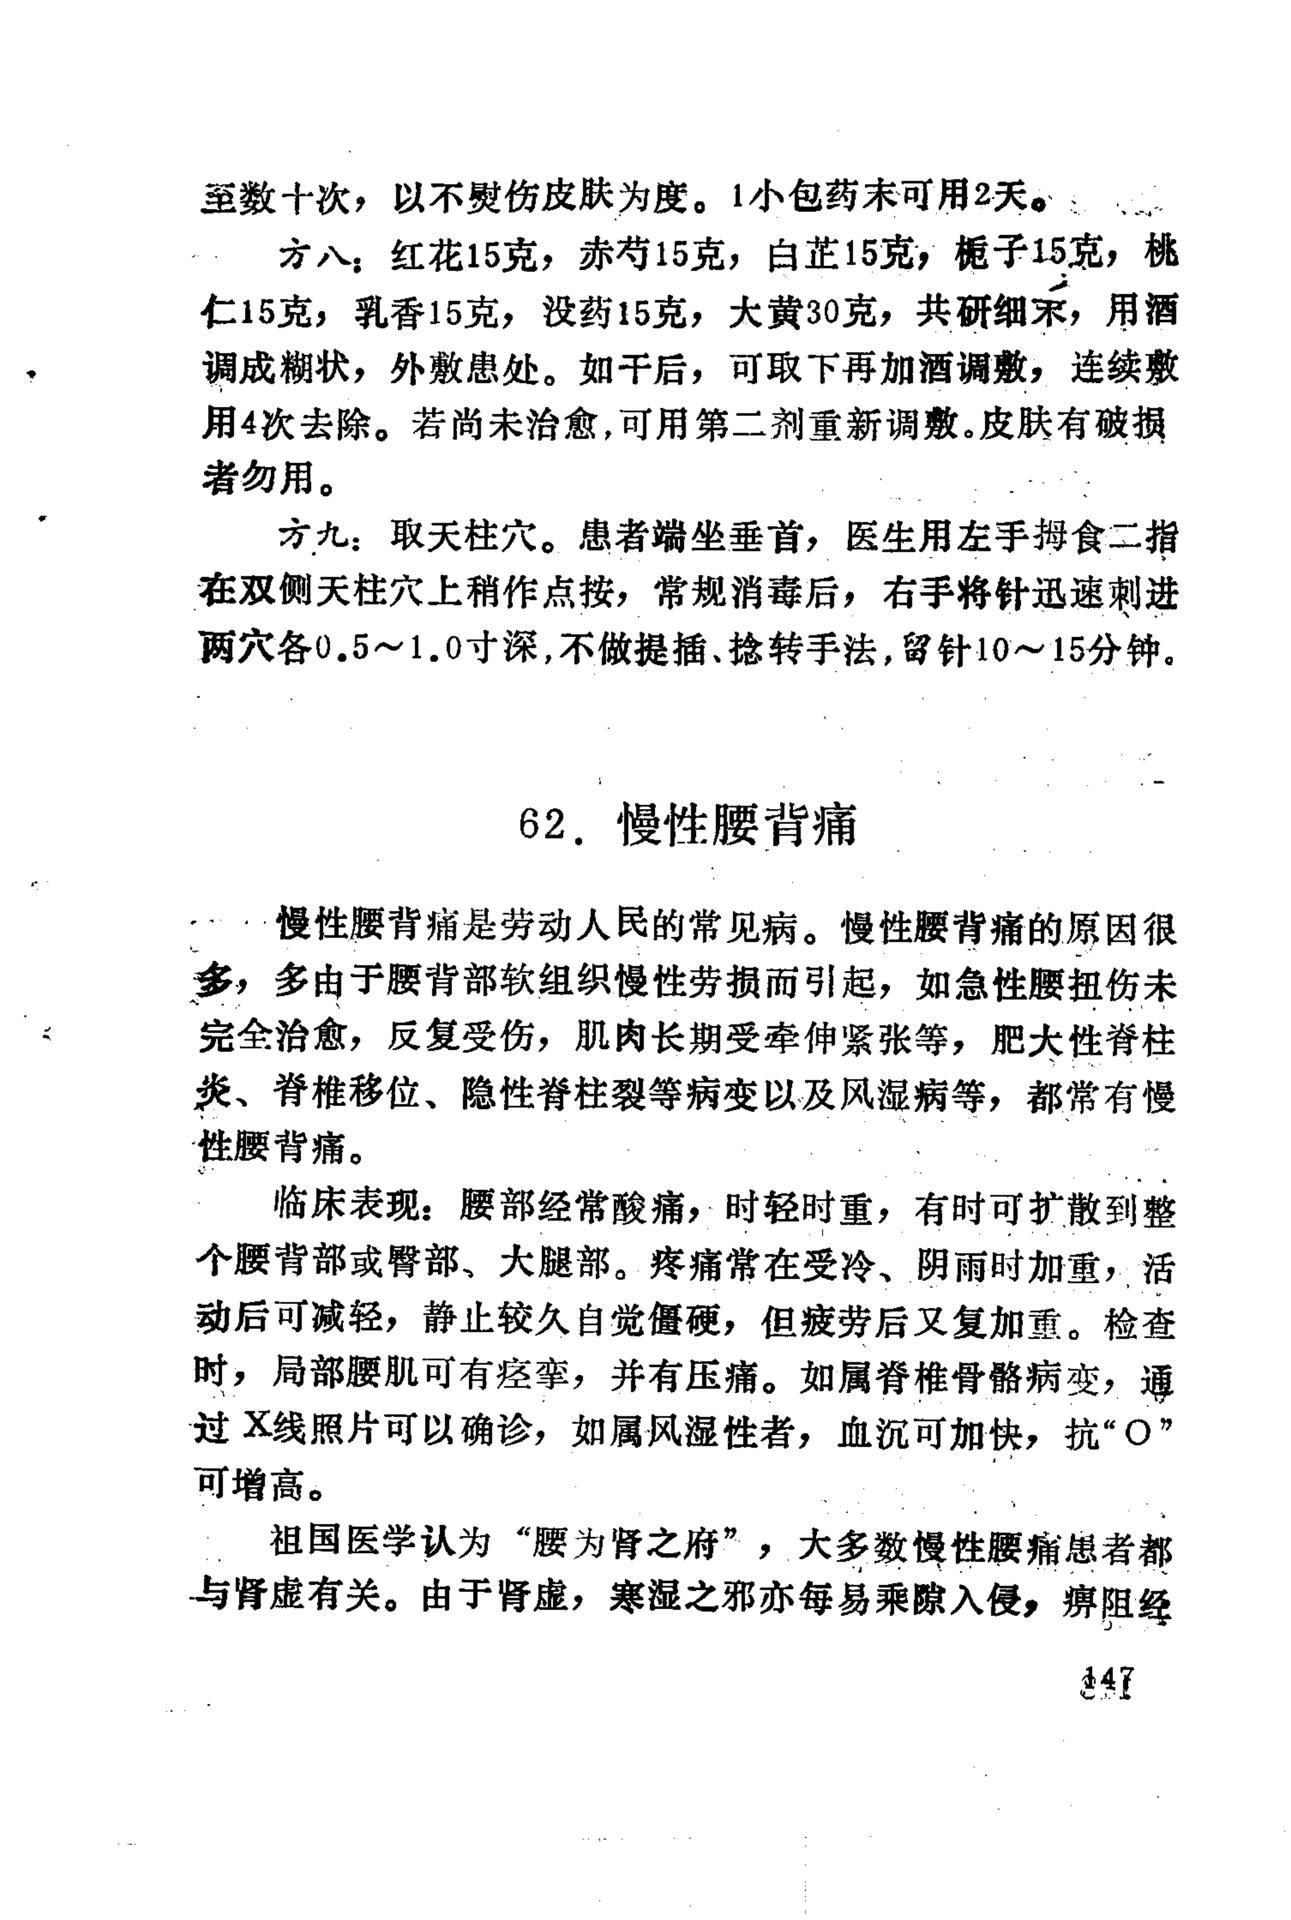 至数十次，以不熨伤皮肤为度。1小包药末可用2天。
方八：红花15克，赤芍15克，白芷15克，栀子15克，桃
仁15克，乳香15克，没药15克，大黄30克，共研细末，用酒
调成糊状，外敷患处。如干后，可取下再加酒调敷，连续敷
用4次去除。若尚未治愈，可用第二剂重新调敷。皮肤有破损
者勿用。
方九：取天柱穴。患者端坐垂首，医生用左手拇食二指
在双侧天柱穴上稍作点按，常规消毒后，右手将针迅速刺进
两穴各0.5～1.0寸深，不做提插、捻转手法，留针10～15分钟。
62．慢性腰背痛
慢性腰背痛是劳动人民的常见病。慢性腰背痛的原因很
多，多由于腰背部软组织慢性劳损而引起，如急性腰扭伤未
完全治愈，反复受伤，肌肉长期受牵伸紧张等，肥大性脊柱
炎、脊椎移位、隐性脊柱裂等病变以及风湿病等，都常有慢
性腰背痛。
临床表现：腰部经常酸痛，时轻时重，有时可扩散到整
个腰背部或臀部、大腿部。疼痛常在受冷、阴雨时加重，活
动后可减轻，静止较久自觉僵硬，但疲劳后又复加重。检查
时，局部腰肌可有痉挛，并有压痛。如属脊椎骨骼病变，通
过X线照片可以确诊，如属风湿性者，血沉可加快，抗“O”
可增高。
祖国医学认为“腰为肾之府”，大多数慢性腰痛患者都
与肾虚有关。由于肾虚，寒湿之邪亦每易乘隙入侵，痹阻经
147